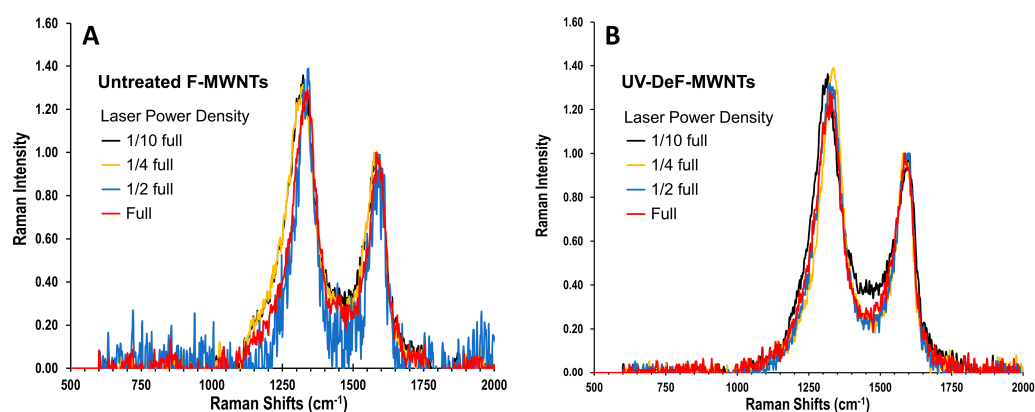 A
Untreated F-MWNTs
Laser Power Density
1/10 full
1/4 full
1/2 full
Full
1.60
1.40
1.20
1.00
0.80
0.60
0.40
0.20
0.00
Raman Intensity
500 750 1000 1250 1500 1750 2000
Raman Shifts (cm-1)
B
UV-DeF-MWNTs
Laser Power Density
1/10 full
1/4 full
1/2 full
Full
1.60
1.40
1.20
1.00
0.80
0.60
0.40
0.20
0.00
Raman Intensity
500 750 1000 1250 1500 1750 2000
Raman Shifts (cm-1)